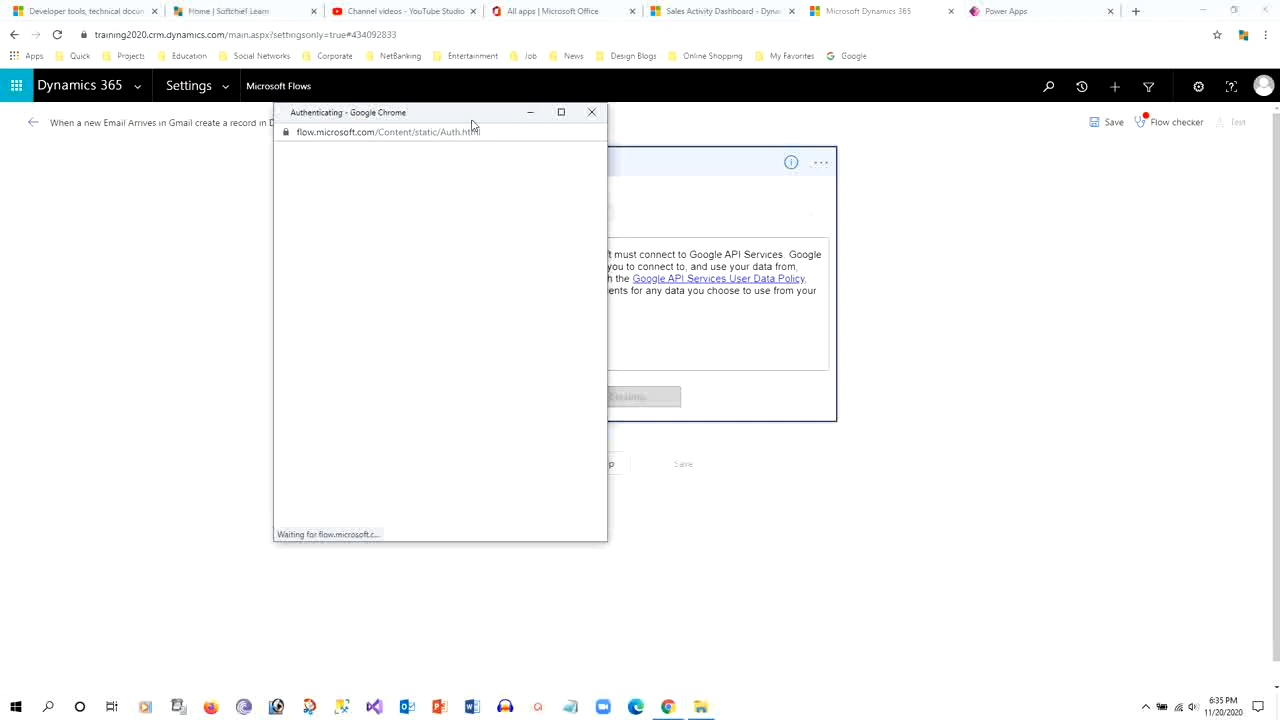 Developer tools, technical docun
Home | Softchief Learn
Channel videos - YouTube Studio
All apps | Microsoft Office
Sales Activity Dashboard - Dyna
Microsoft Dynamics 365
Power Apps
training2020.crm.dynamics.com/main.aspx?settingsonly=true#434092833
Apps
Quick
Projects
Education
Social Networks
Corporate
NetBanking
Entertainment
Job
News
Design Blogs
Online Shopping
My Favorites
Google
Dynamics 365
Settings
Microsoft Flows
When a new Email Arrives in Gmail create a record in D
Save
Flow checker
Test
Authenticating - Google Chrome
flow.microsoft.com/Content/static/Auth.html
t must connect to Google API Services. Google
you to connect to, and use your data from,
h the Google API Services User Data Policy,
ents for any data you choose to use from your
p
Save
Waiting for flow.microsoft.c...
6:35 PM
11/20/2020